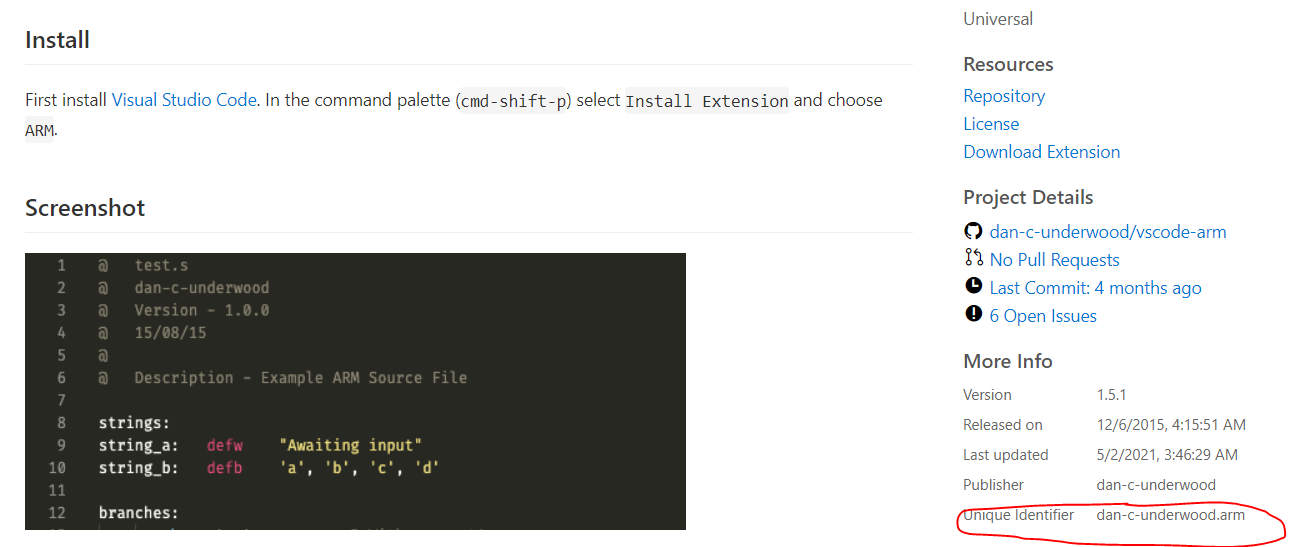 Install
First install Visual Studio Code. In the command palette (cmd-shift-p) select Install Extension and choose
ARM.
Screenshot
1 @ test.s
2 @ dan-c-underwood
3 @ Version - 1.0.0
4 @ 15/08/15
5 @
6 @ Description - Example ARM Source File
7
8 strings:
9 string_a: defw "Awaiting input"
10 string_b: defb 'a', 'b', 'c', 'd'
11
12 branches:
Universal
Resources
Repository
License
Download Extension
Project Details
dan-c-underwood/vscode-arm
No Pull Requests
Last Commit: 4 months ago
6 Open Issues
More Info
Version 1.5.1
Released on 12/6/2015, 4:15:51 AM
Last updated 5/2/2021, 3:46:29 AM
Publisher dan-c-underwood
Unique Identifier dan-c-underwood.arm